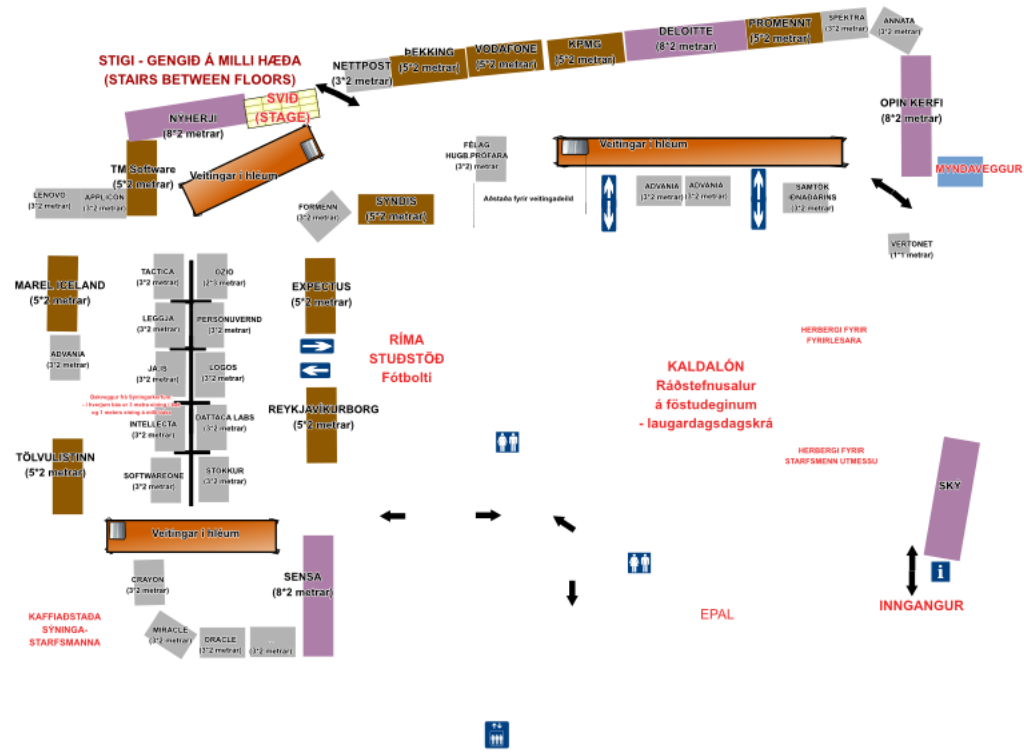 STIGI - GENGIÐ Á MILLI HÆÐA
(STAIRS BETWEEN FLOORS)
NETTPOST
(3*2 metrar)
ÞEKKING
(5*2 metrar)
VODAFONE
(5*2 metrar)
KPMG
(5*2 metrar)
DELOITTE
(8*2 metrar)
PROMENNT
(5*2 metrar)
SPEKTRA
(3*2 metrar)
ANNATA
(3*2 metrar)
SVIÐ
(STAGE)
NÝHERJI
(8*2 metrar)
OPIN KERFI
(8*2 metrar)
TM Software
(5*2 metrar)
Veitingar í hléum
FÉLAG
HUGB.PRÓFARA
(3*2) metrar
Veitingar í hléum
MYNDAVEGGUR
LENOVO
(3*2 metrar)
APPLICON
(3*2 metrar)
FORMENN
(3*2 metrar)
SYNDIS
(5*2 metrar)
Aðstaða fyrir veitingadeild
ADVANIA
(3*2 metrar)
ADVANIA
(3*2 metrar)
SAMTÖK
IÐNAÐARINS
(3*2 metrar)
VERTONET
(1*1 metrar)
MAREL ICELAND
(5*2 metrar)
TACTICA
(3*2 metrar)
OZIO
(2*3 metrar)
EXPECTUS
(5*2 metrar)
LEGGJA
(3*2 metrar)
PERSONUVERND
(3*2 metrar)
ADVANIA
(3*2 metrar)
JA.IS
(3*2 metrar)
LOGOS
(3*2 metrar)
RÍMA
STUÐSTÖÐ
Fótbolti
HERBERGI FYRIR
FYRIRLESARA
KALDALÓN
Ráðstefnusalur
á föstudeginum
- laugardagsdagskrá
REYKJAVÍKURBORG
(5*2 metrar)
INTELLECTA
(3*2 metrar)
DATTACA LABS
(3*2 metrar)
TÖLVULISTINN
(5*2 metrar)
SOFTWAREONE
(3*2 metrar)
STOKKUR
(3*2 metrar)
HERBERGI FYRIR
STARFSMENN UTMESSU
SKÝ
Veitingar í hléum
CRAYON
(3*2 metrar)
SENSA
(8*2 metrar)
i
INNGANGUR
EPAL
KAFFIAÐSTAÐA
SÝNINGA-
STARFSMANNA
MIRACLE
(3*2 metrar)
ORACLE
(3*2 metrar)
...
(3*2 metrar)